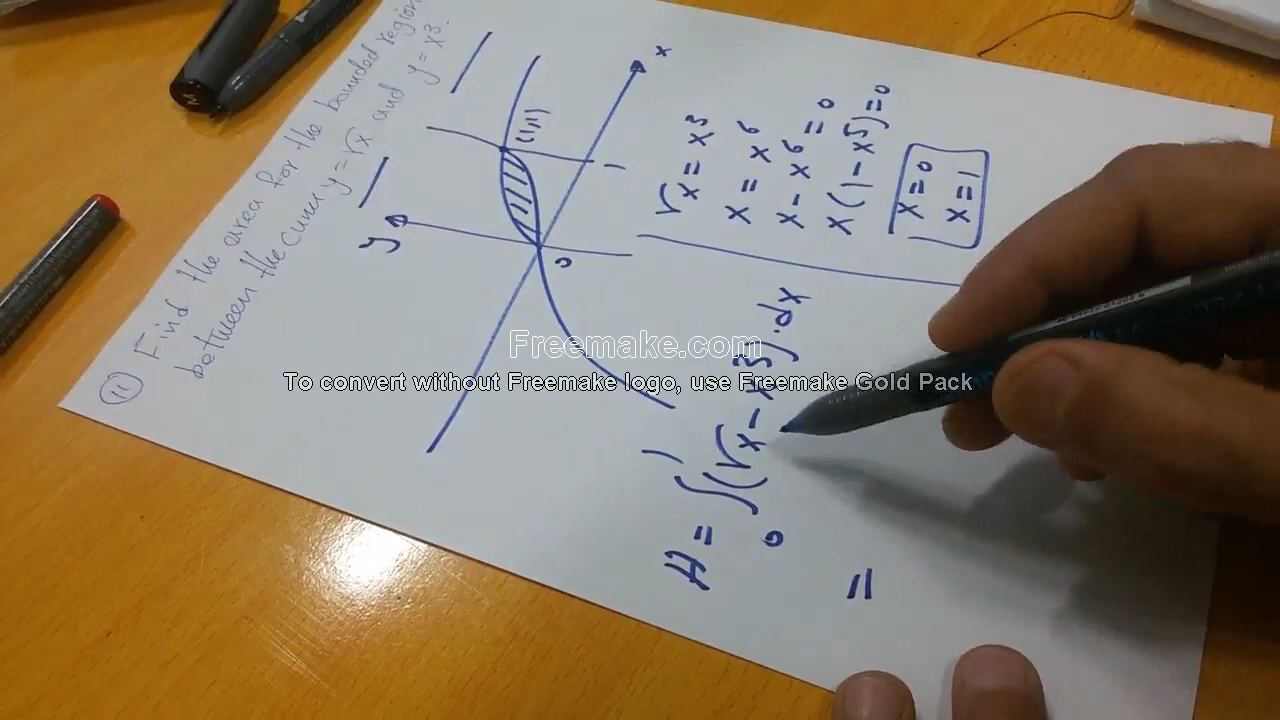 (11) Find the area for the bounded region
between the curves y = √x and y = x³.
y
x
(1,1)
1
0
√x = x³
x = x⁶
x - x⁶ = 0
x(1 - x⁵) = 0
x = 0
x = 1
A = ∫₀¹ (√x - x³) · dx
=
Freemake.com
To convert without Freemake logo, use Freemake Gold Pack